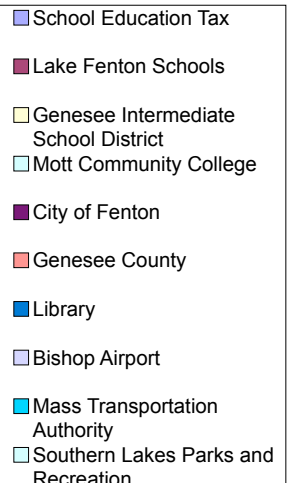 School Education Tax
Lake Fenton Schools
Genesee Intermediate
School District
Mott Community College
City of Fenton
Genesee County
Library
Bishop Airport
Mass Transportation
Authority
Southern Lakes Parks and
Recreation